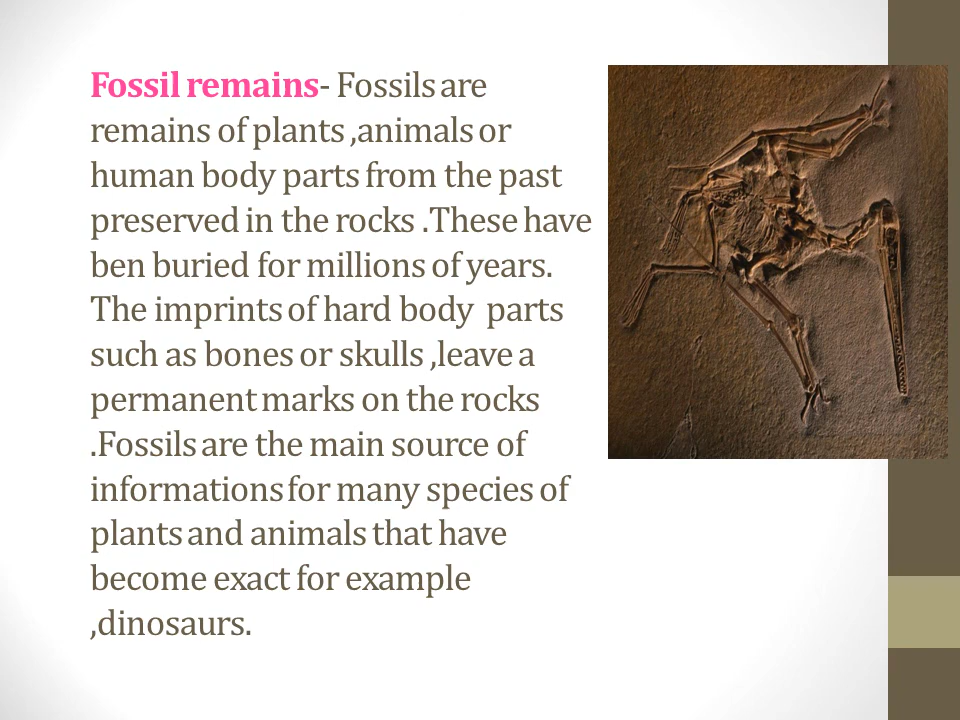 Fossil remains- Fossils are
remains of plants ,animals or
human body parts from the past
preserved in the rocks .These have
ben buried for millions of years.
The imprints of hard body  parts
such as bones or skulls ,leave a
permanent marks on the rocks
.Fossils are the main source of
informations for many species of
plants and animals that have
become exact for example
,dinosaurs.